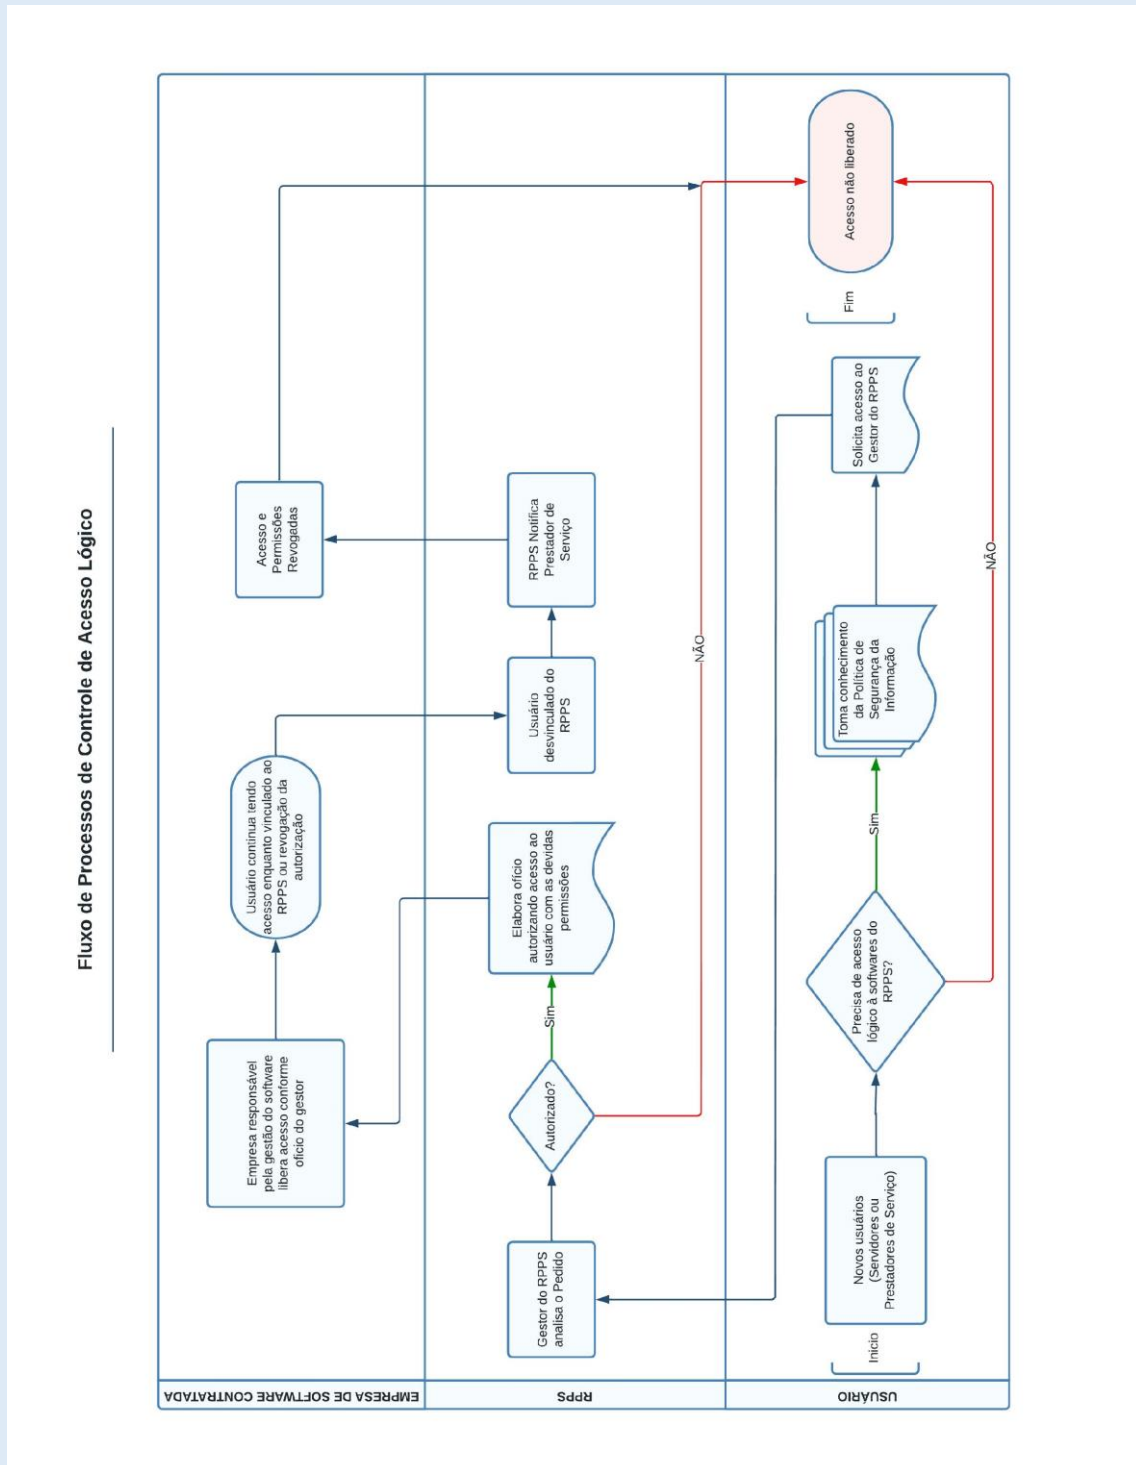 Fluxo de Processos de Controle de Acesso Lógico
EMPRESA DE SOFTWARE CONTRATADA
Empresa responsável
pela gestão do software
libera acesso conforme
ofício do gestor
Usuário continua tendo
acesso enquanto vinculado ao
RPPS ou revogação da
autorização
Acesso e
Permissões
Revogadas
RPPS
Gestor do RPPS
analisa o Pedido
Autorizado?
Sim
Elabora ofício
autorizando acesso ao
usuário com as devidas
permissões
Usuário
desvinculado do
RPPS
RPPS Notifica
Prestador de
Serviço
NÃO
USUÁRIO
Inicio
Novos usuários
(Servidores ou
Prestadores de Serviço)
Precisa de acesso
lógico à softwares do
RPPS?
Sim
Toma conhecimento
da Política de
Segurança da
Informação
Solicita acesso ao
Gestor do RPPS
Fim
Acesso não liberado
NÃO